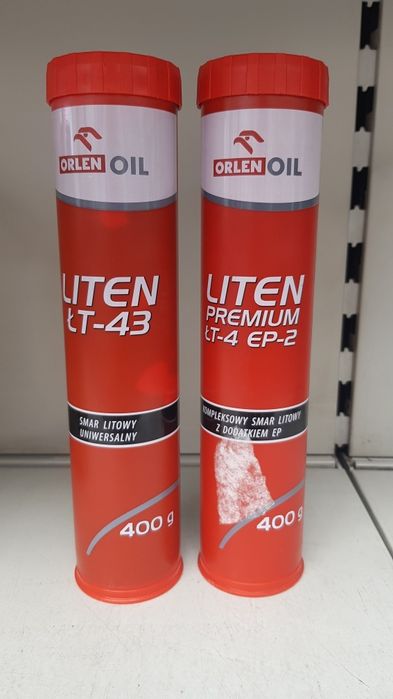 ORLEN OIL
LITEN
ŁT-43
SMAR LITOWY
UNIWERSALNY
400 g
ORLEN OIL
LITEN
PREMIUM
ŁT-4 EP-2
KOMPLEKSOWY SMAR LITOWY
Z DODATKIEM EP
400 g